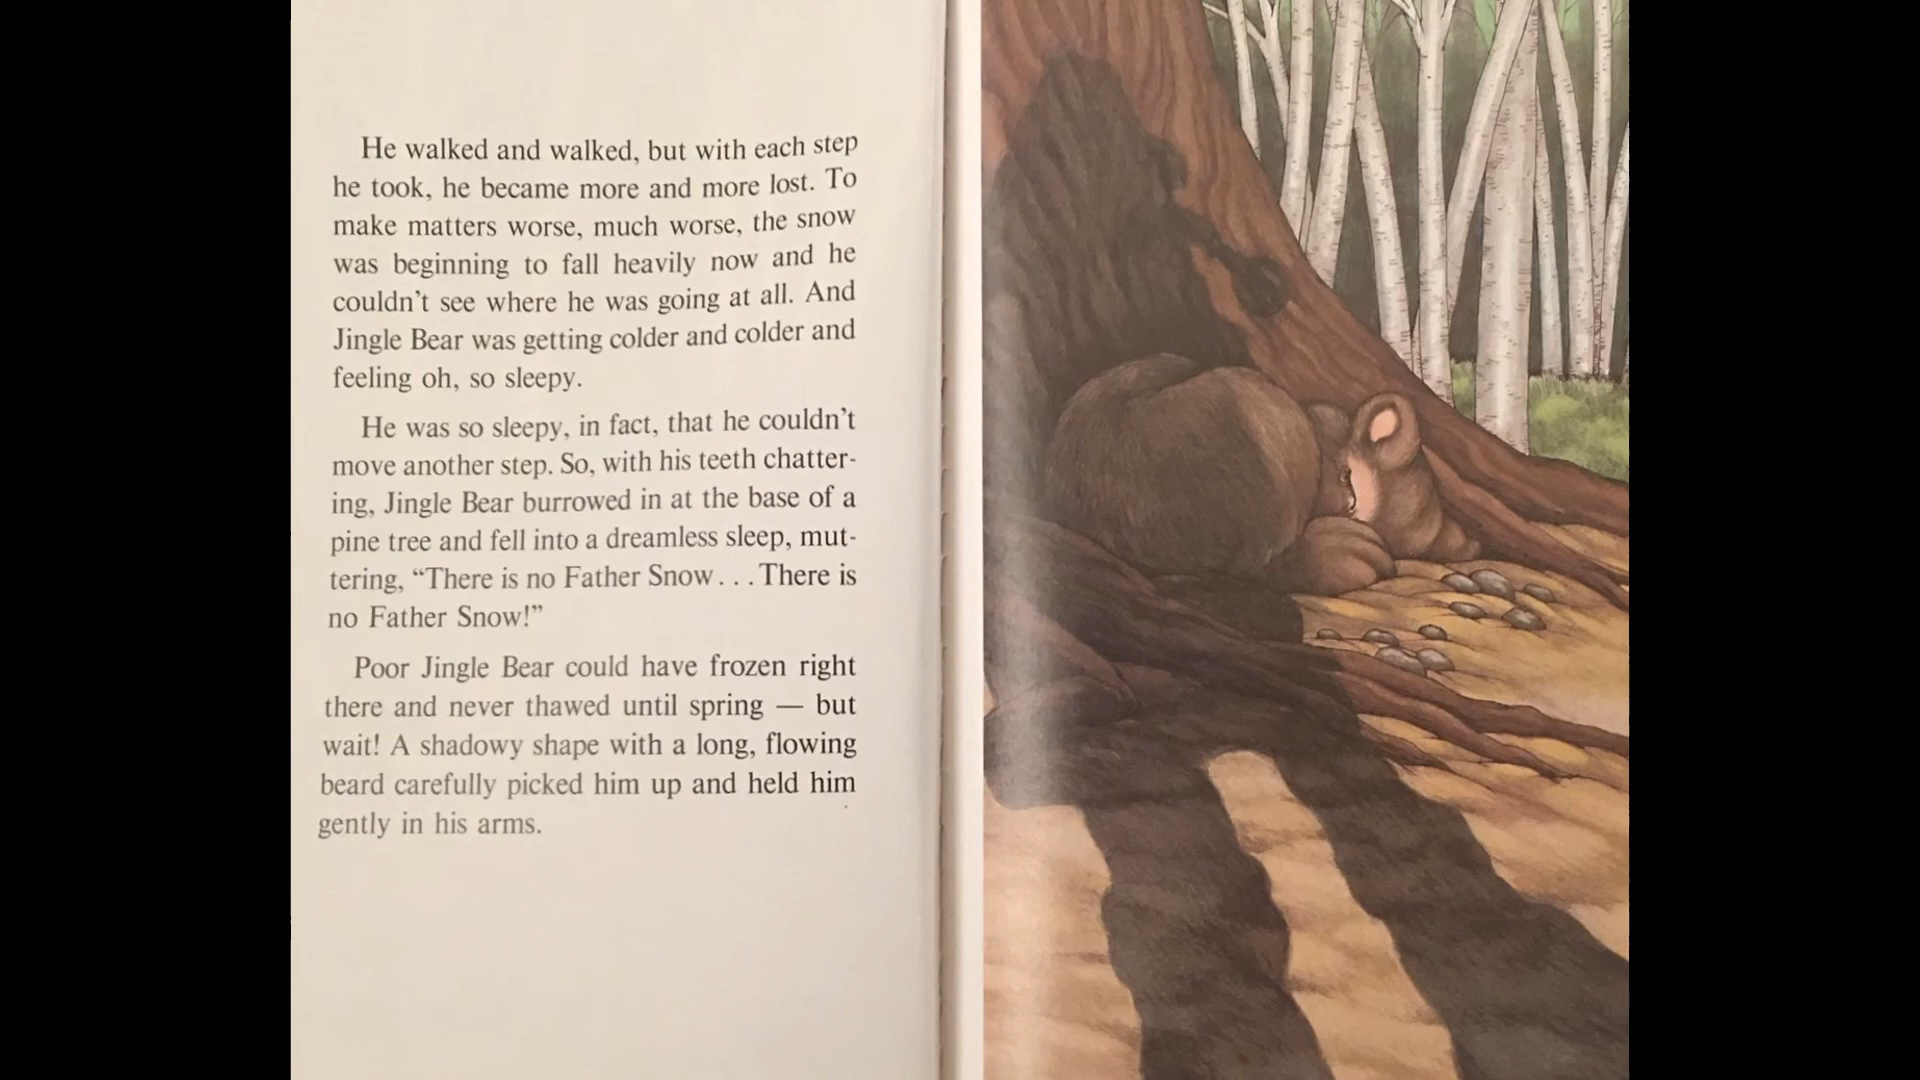 He walked and walked, but with each step
he took, he became more and more lost. To
make matters worse, much worse, the snow
was beginning to fall heavily now and he
couldn’t see where he was going at all. And
Jingle Bear was getting colder and colder and
feeling oh, so sleepy.
He was so sleepy, in fact, that he couldn’t
move another step. So, with his teeth chatter-
ing, Jingle Bear burrowed in at the base of a
pine tree and fell into a dreamless sleep, mut-
tering, “There is no Father Snow . . . There is
no Father Snow!”
Poor Jingle Bear could have frozen right
there and never thawed until spring — but
wait! A shadowy shape with a long, flowing
beard carefully picked him up and held him
gently in his arms.